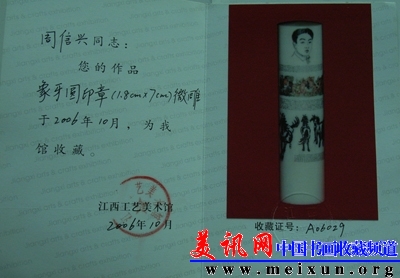 周信兴同志：
您的作品
象牙圆印章(1.8cm×7cm)微雕
于2006年10月，为我
馆收藏。
江西工艺美术馆
2006年10月
收藏证号：A06029
美讯网 中国书画收藏频道
www.meixun.org